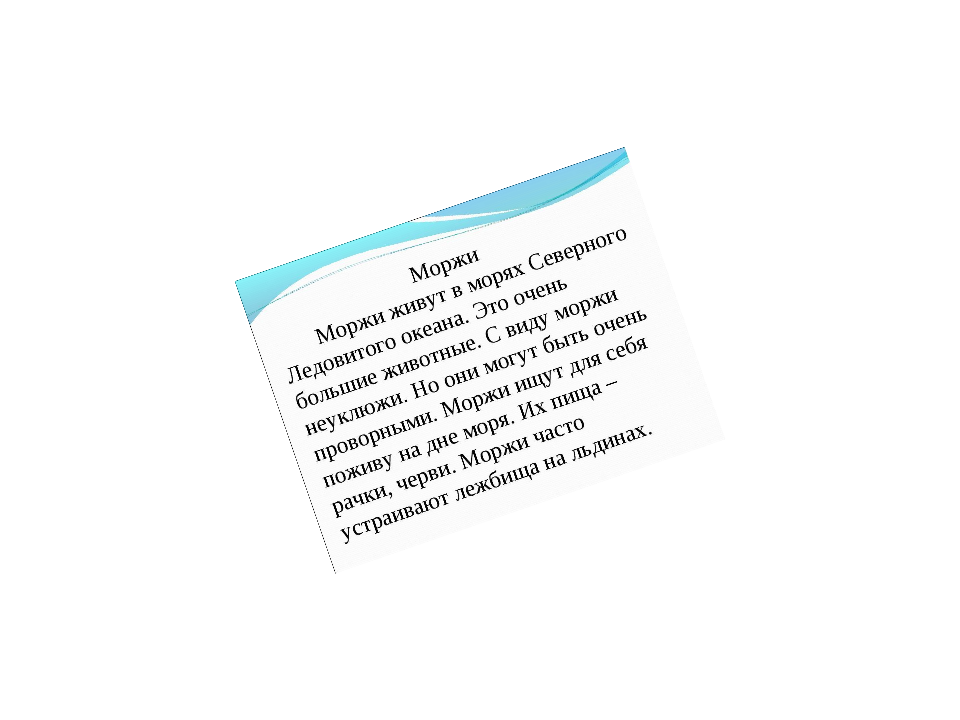 Моржи
Моржи живут в морях Северного
Ледовитого океана. Это очень
большие животные. С виду моржи
неуклюжи. Но они могут быть очень
проворными. Моржи ищут для себя
поживу на дне моря. Их пища –
рачки, черви. Моржи часто
устраивают лежбища на льдинах.